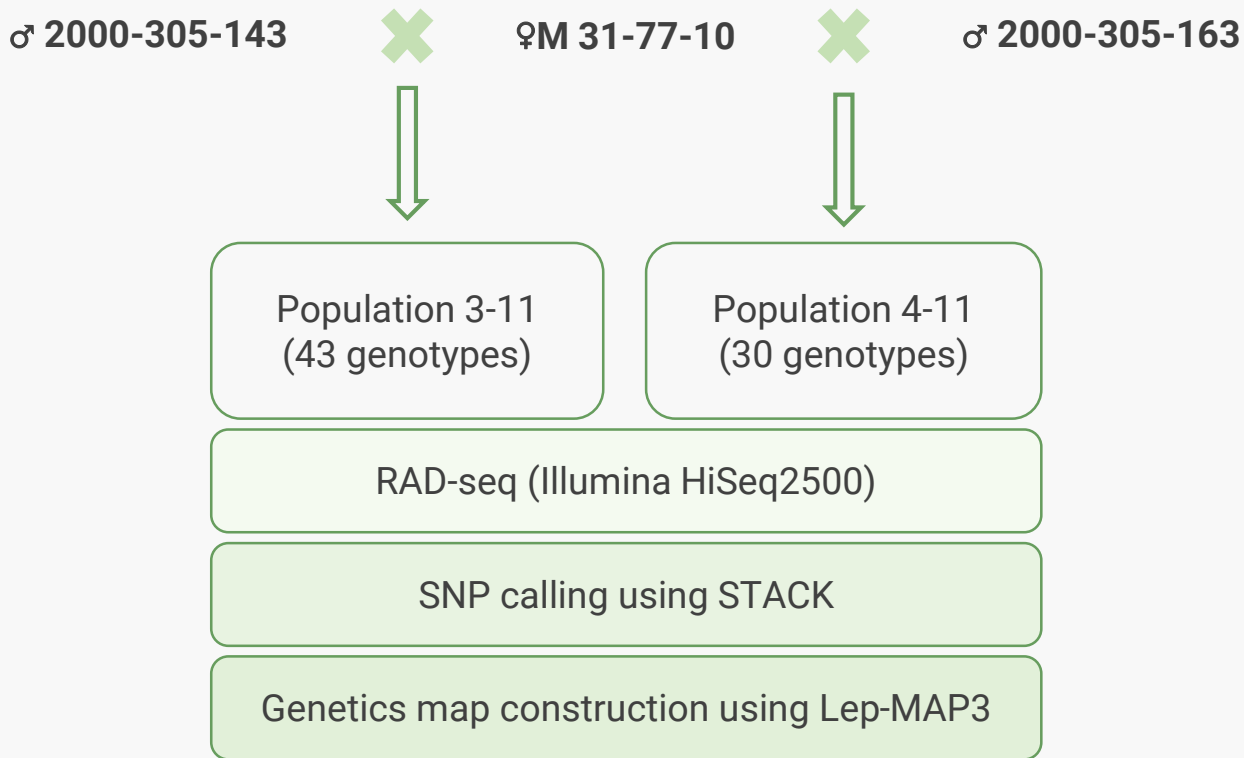 ♂ 2000-305-143 ♀M 31-77-10 ♂ 2000-305-163
Population 3-11
(43 genotypes)
Population 4-11
(30 genotypes)
RAD-seq (Illumina HiSeq2500)
SNP calling using STACK
Genetics map construction using Lep-MAP3